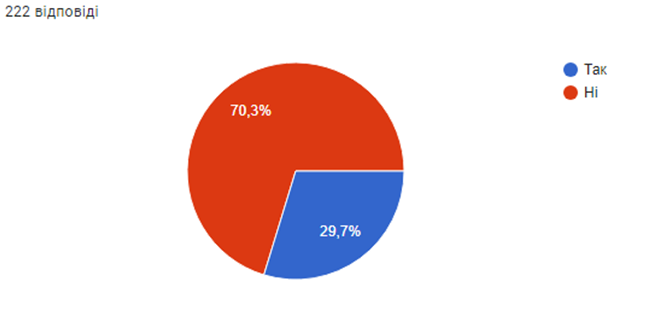 222 відповіді
Так
Ні
70,3%
29,7%